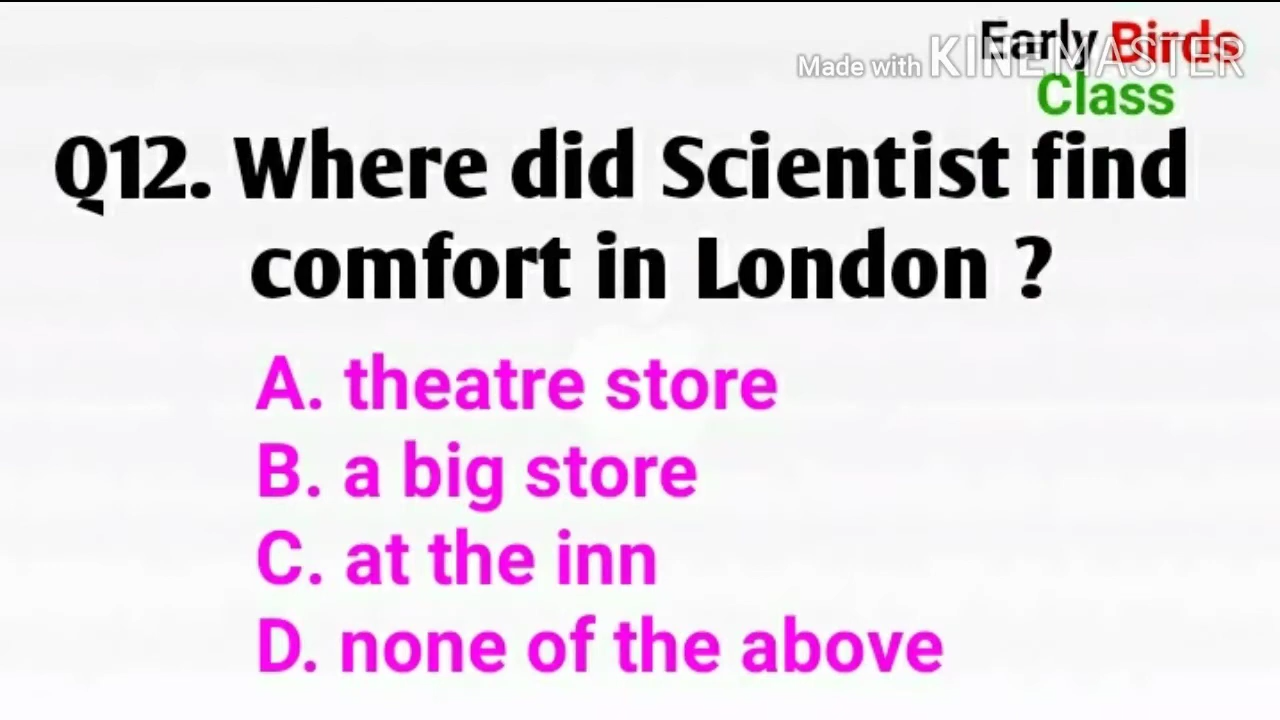 Early Birds
Made with KINEMASTER
Class
Q12. Where did Scientist find
comfort in London ?
A. theatre store
B. a big store
C. at the inn
D. none of the above